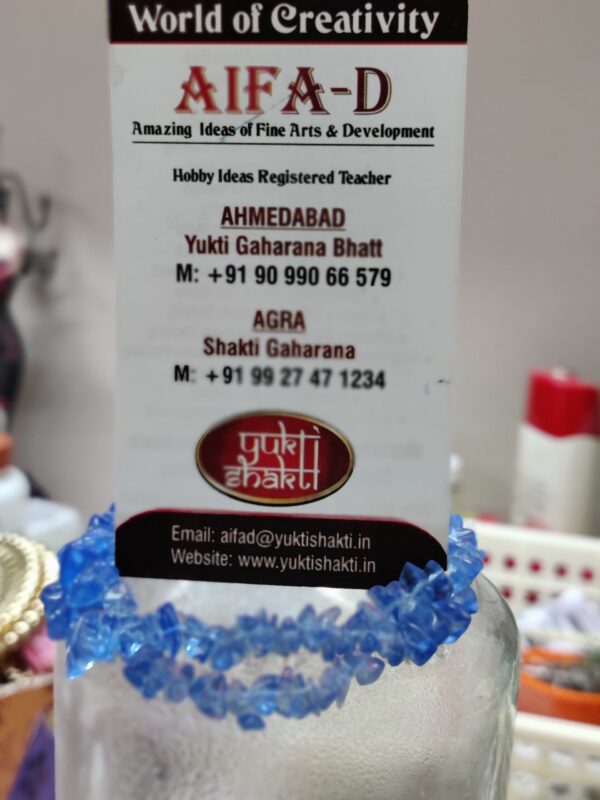 World of Creativity
AIFA-D
Amazing Ideas of Fine Arts & Development
Hobby Ideas Registered Teacher
AHMEDABAD
Yukti Gaharana Bhatt
M: +91 90 990 66 579
AGRA
Shakti Gaharana
M: +91 99 27 47 1234
yukti
shakti
Email: aifad@yuktishakti.in
Website: www.yuktishakti.in